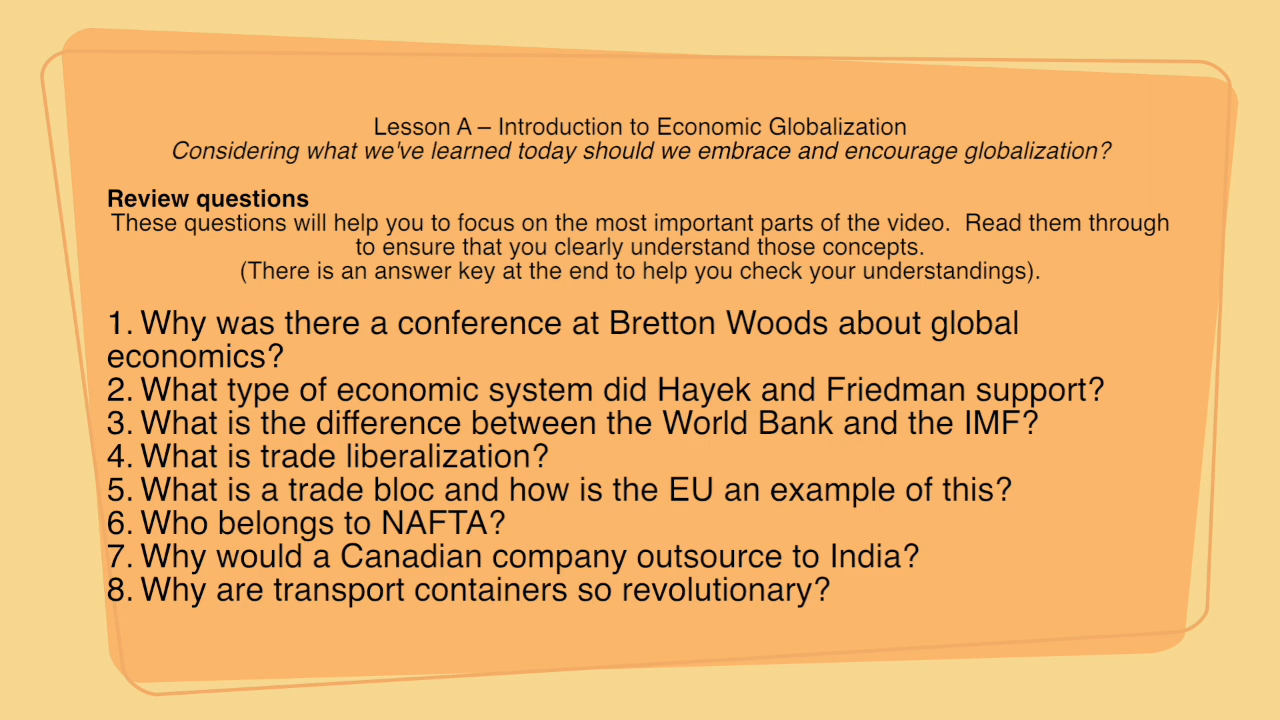 Lesson A – Introduction to Economic Globalization
Considering what we've learned today should we embrace and encourage globalization?
Review questions
These questions will help you to focus on the most important parts of the video.  Read them through
to ensure that you clearly understand those concepts.
(There is an answer key at the end to help you check your understandings).
1. Why was there a conference at Bretton Woods about global
economics?
2. What type of economic system did Hayek and Friedman support?
3. What is the difference between the World Bank and the IMF?
4. What is trade liberalization?
5. What is a trade bloc and how is the EU an example of this?
6. Who belongs to NAFTA?
7. Why would a Canadian company outsource to India?
8. Why are transport containers so revolutionary?